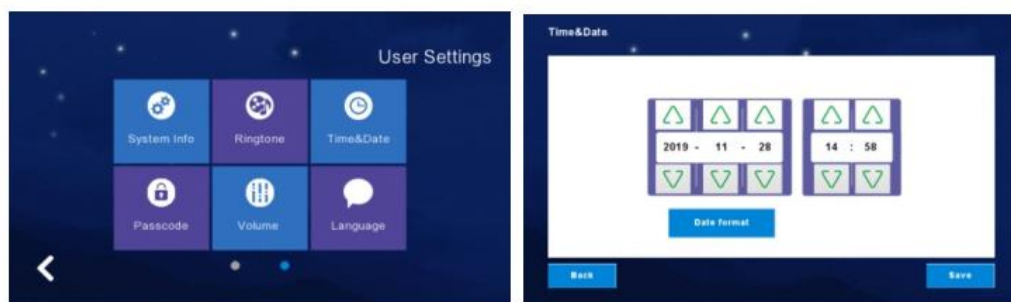 User Settings
System Info Ringtone Time&Date
Passcode Volume Language
Time&Date
2019 - 11 - 28 14 : 58
Date format
Back Save